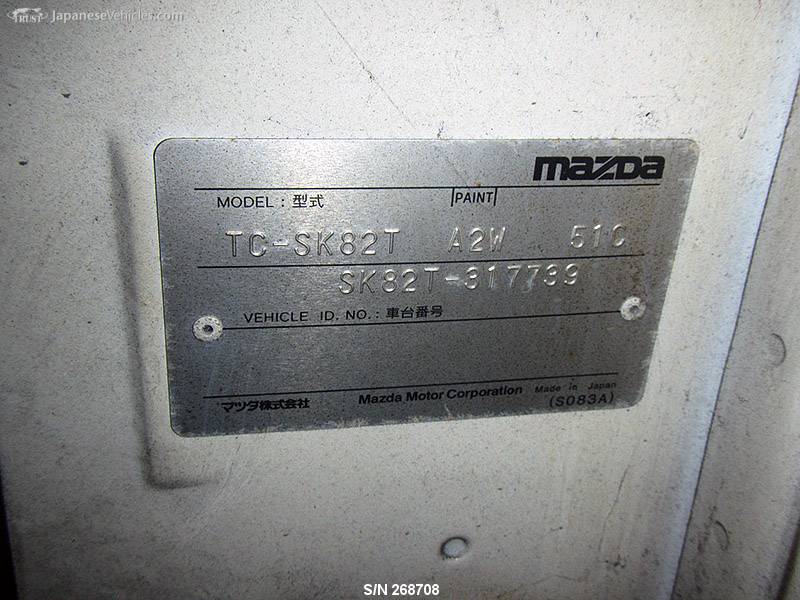 TRUST JapaneseVehicles.com
mazda
MODEL : 型式 PAINT
TC-SK82T A2W 51C
SK82T-317739
VEHICLE ID. NO. : 車台番号
マツダ株式会社 Mazda Motor Corporation Made in Japan
(S083A)
S/N 268708